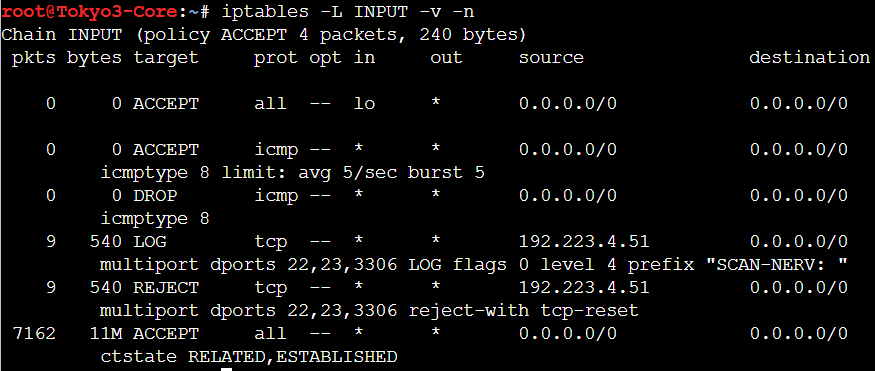 root@Tokyo3-Core:~# iptables -L INPUT -v -n
Chain INPUT (policy ACCEPT 4 packets, 240 bytes)
pkts bytes target prot opt in out source destination
0 0 ACCEPT all -- lo * 0.0.0.0/0 0.0.0.0/0
0 0 ACCEPT icmp -- * * 0.0.0.0/0 0.0.0.0/0
icmptype 8 limit: avg 5/sec burst 5
0 0 DROP icmp -- * * 0.0.0.0/0 0.0.0.0/0
icmptype 8
9 540 LOG tcp -- * * 192.223.4.51 0.0.0.0/0
multiport dports 22,23,3306 LOG flags 0 level 4 prefix "SCAN-NERV: "
9 540 REJECT tcp -- * * 192.223.4.51 0.0.0.0/0
multiport dports 22,23,3306 reject-with tcp-reset
7162 11M ACCEPT all -- * * 0.0.0.0/0 0.0.0.0/0
ctstate RELATED,ESTABLISHED